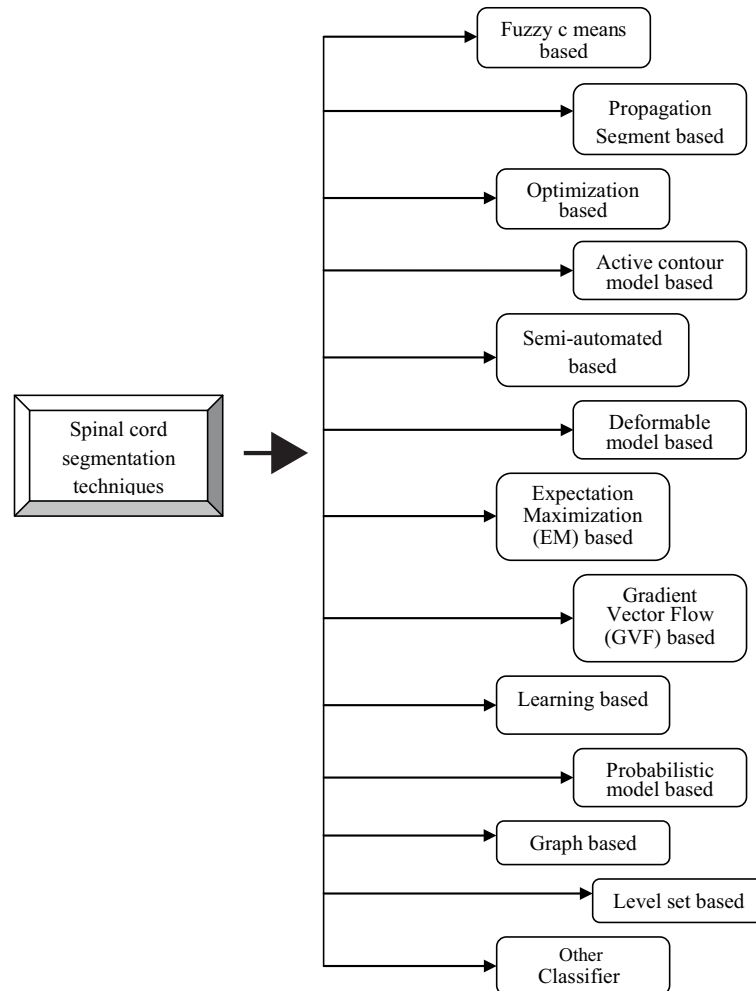 Fuzzy c means
based
Propagation
Segment based
Optimization
based
Active contour
model based
Semi-automated
based
Spinal cord
segmentation
techniques
Deformable
model based
Expectation
Maximization
(EM) based
Gradient
Vector Flow
(GVF) based
Learning based
Probabilistic
model based
Graph based
Level set based
Other
Classifier